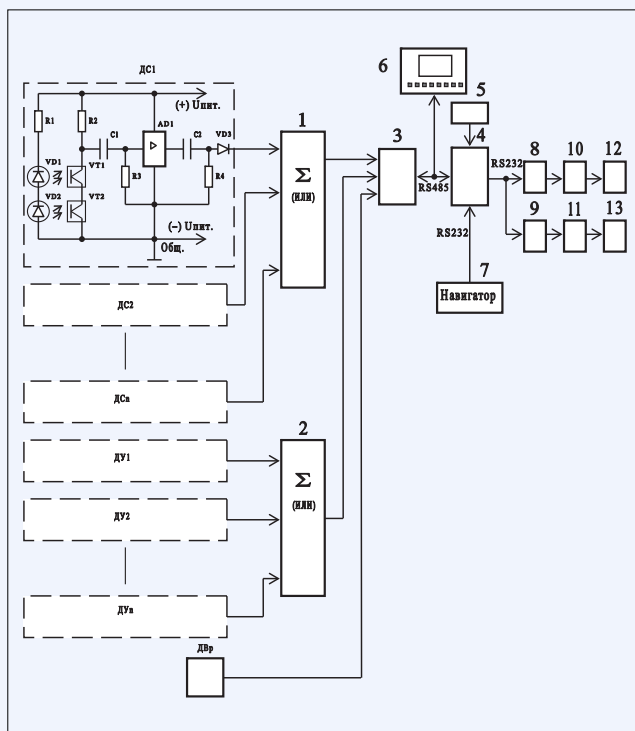 ДС1
(+) Uпит.
R1
R2
AD1
C1
C2
VD3
VD1
VT1
R3
R4
VD2
VT2
(–) Uпит.
Общ.
ДС2
ДСn
ДУ1
ДУ2
ДУn
ДВр
1
Σ
(ИЛИ)
2
Σ
(ИЛИ)
3
6
5
4
RS485
RS232
RS232
7
Навигатор
8
10
12
9
11
13